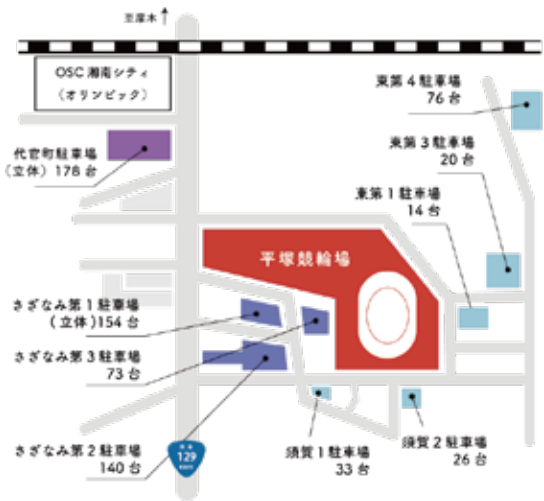 至厚木
OSC 湘南シティ
（オリンピック）
代官町駐車場
（立体）178 台
東第 4 駐車場
76 台
東第 3 駐車場
20 台
東第 1 駐車場
14 台
平塚競輪場
さざなみ第 1 駐車場
（立体）154 台
さざなみ第 3 駐車場
73 台
さざなみ第 2 駐車場
140 台
129
須賀 1 駐車場
33 台
須賀 2 駐車場
26 台